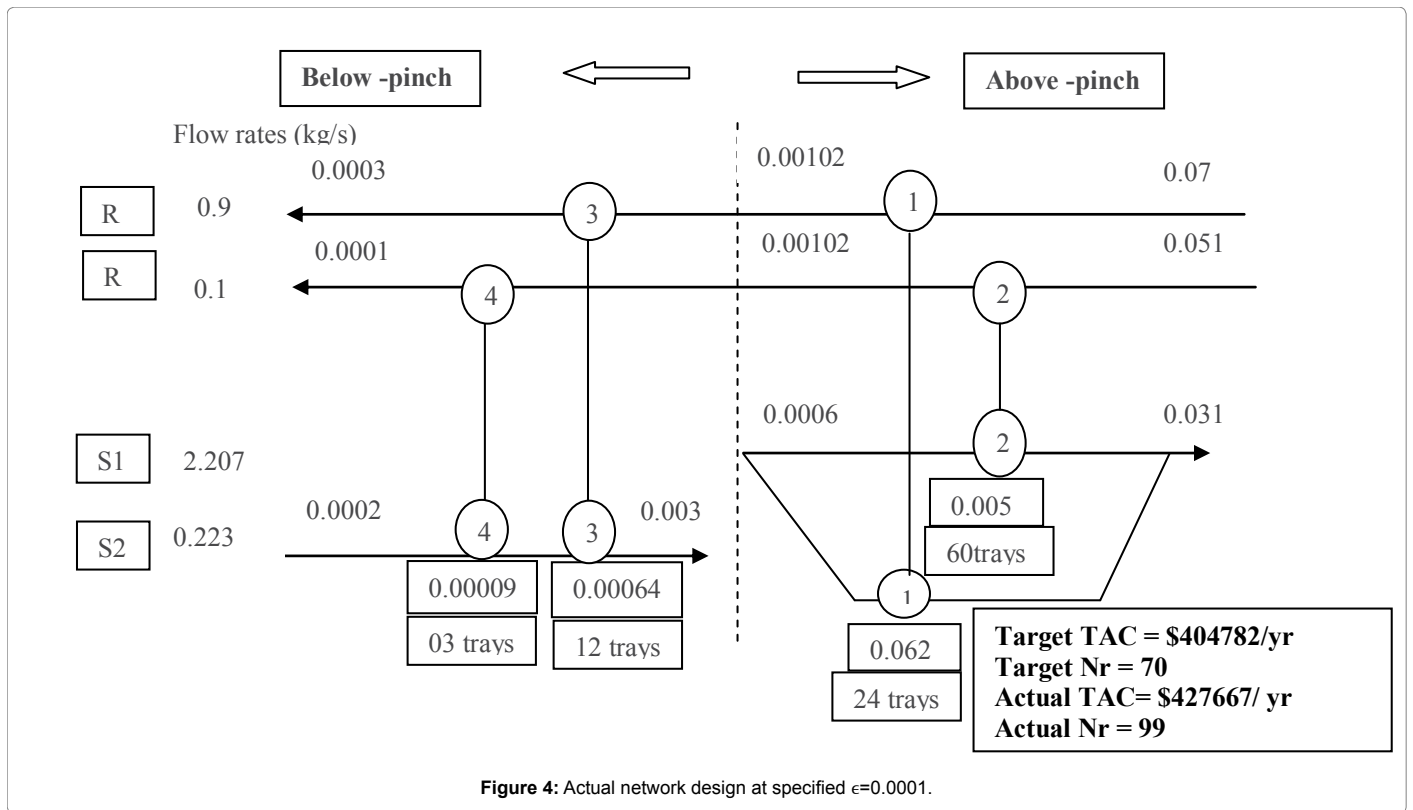 Below -pinch
Above -pinch
Flow rates (kg/s)
0.0003
0.00102
0.07
R
0.9
3
1
0.0001
0.00102
0.051
R
0.1
4
2
0.0006
0.031
S1
2.207
2
0.0002
0.003
0.005
S2
0.223
4
3
60trays
0.00009
0.00064
1
03 trays
12 trays
0.062
24 trays
Target TAC = $404782/yr
Target Nr = 70
Actual TAC= $427667/ yr
Actual Nr = 99
Figure 4: Actual network design at specified ϵ=0.0001.